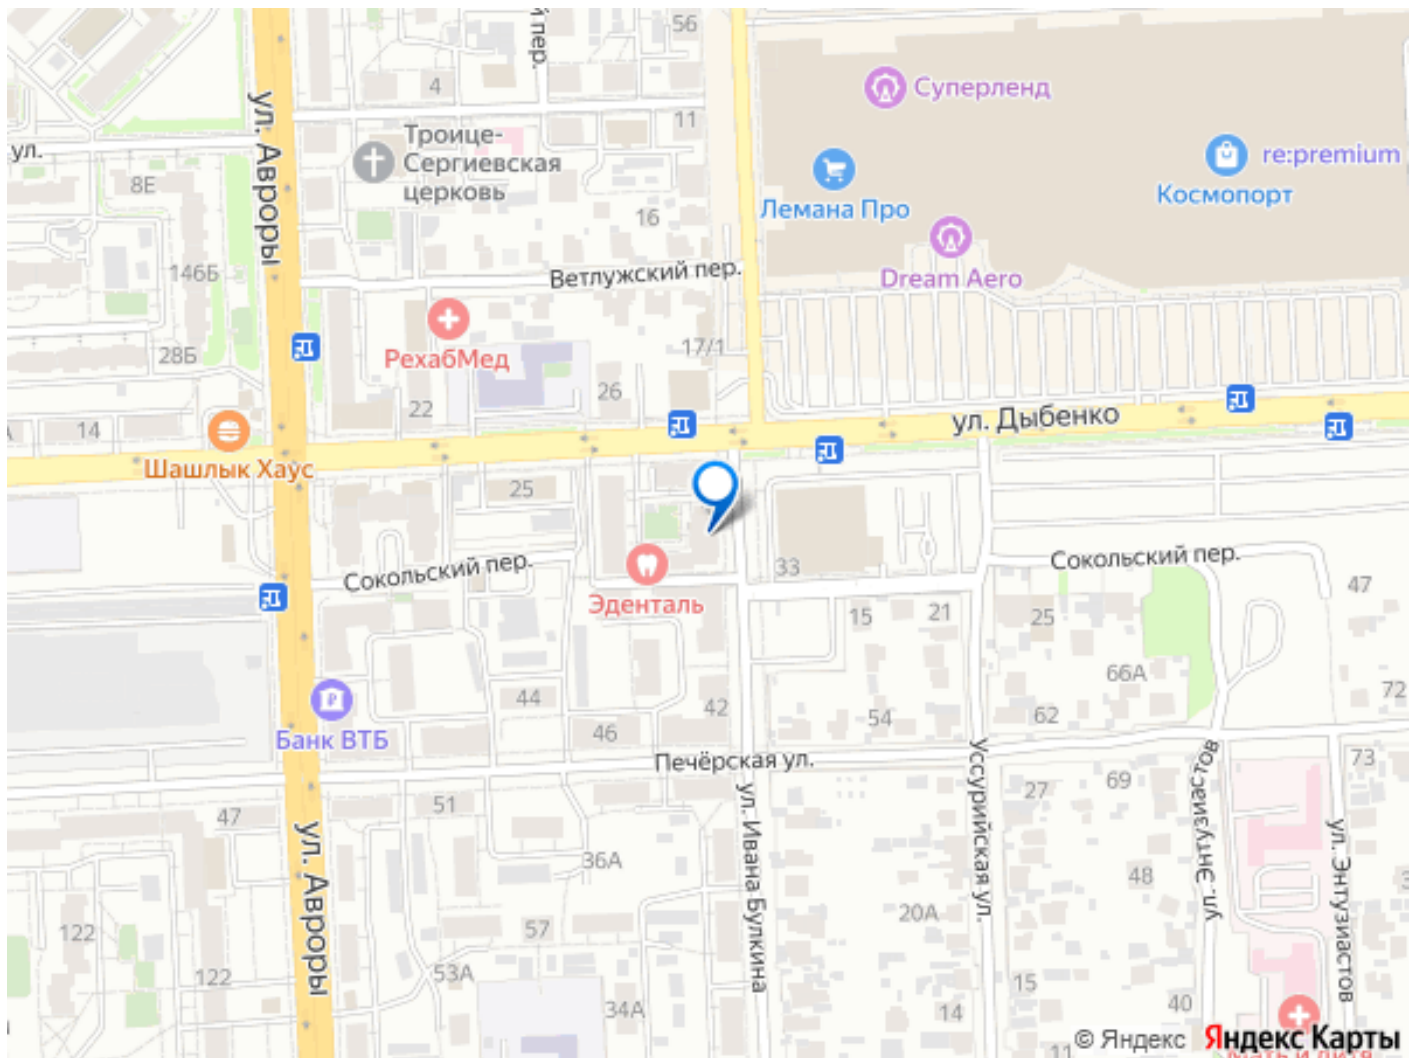 56
й пер.
Суперленд
4
ул. Авроры
11
Троице-
Сергиевская
церковь
ул.
re:premium
Космопорт
8Е
Лемана Про
16
146Б
Ветлужский пер.
Dream Aero
РехабМед
17/1
28Б
26
22
ул. Дыбенко
14
Шашлык Хаус
25
Сокольский пер.
33
Сокольский пер.
47
Эденталь
15
21
25
66А
72
44
42
54
62
Банк ВТБ
46
Печёрская ул.
73
69
27
51
47
ул. Авроры
ул. Ивана Булкина
Уссурийская ул.
ул. Энтузиастов
ул. Энтузиастов
36А
48
20А
57
122
122
53А
34А
15
14
40
© Яндекс Яндекс Карты